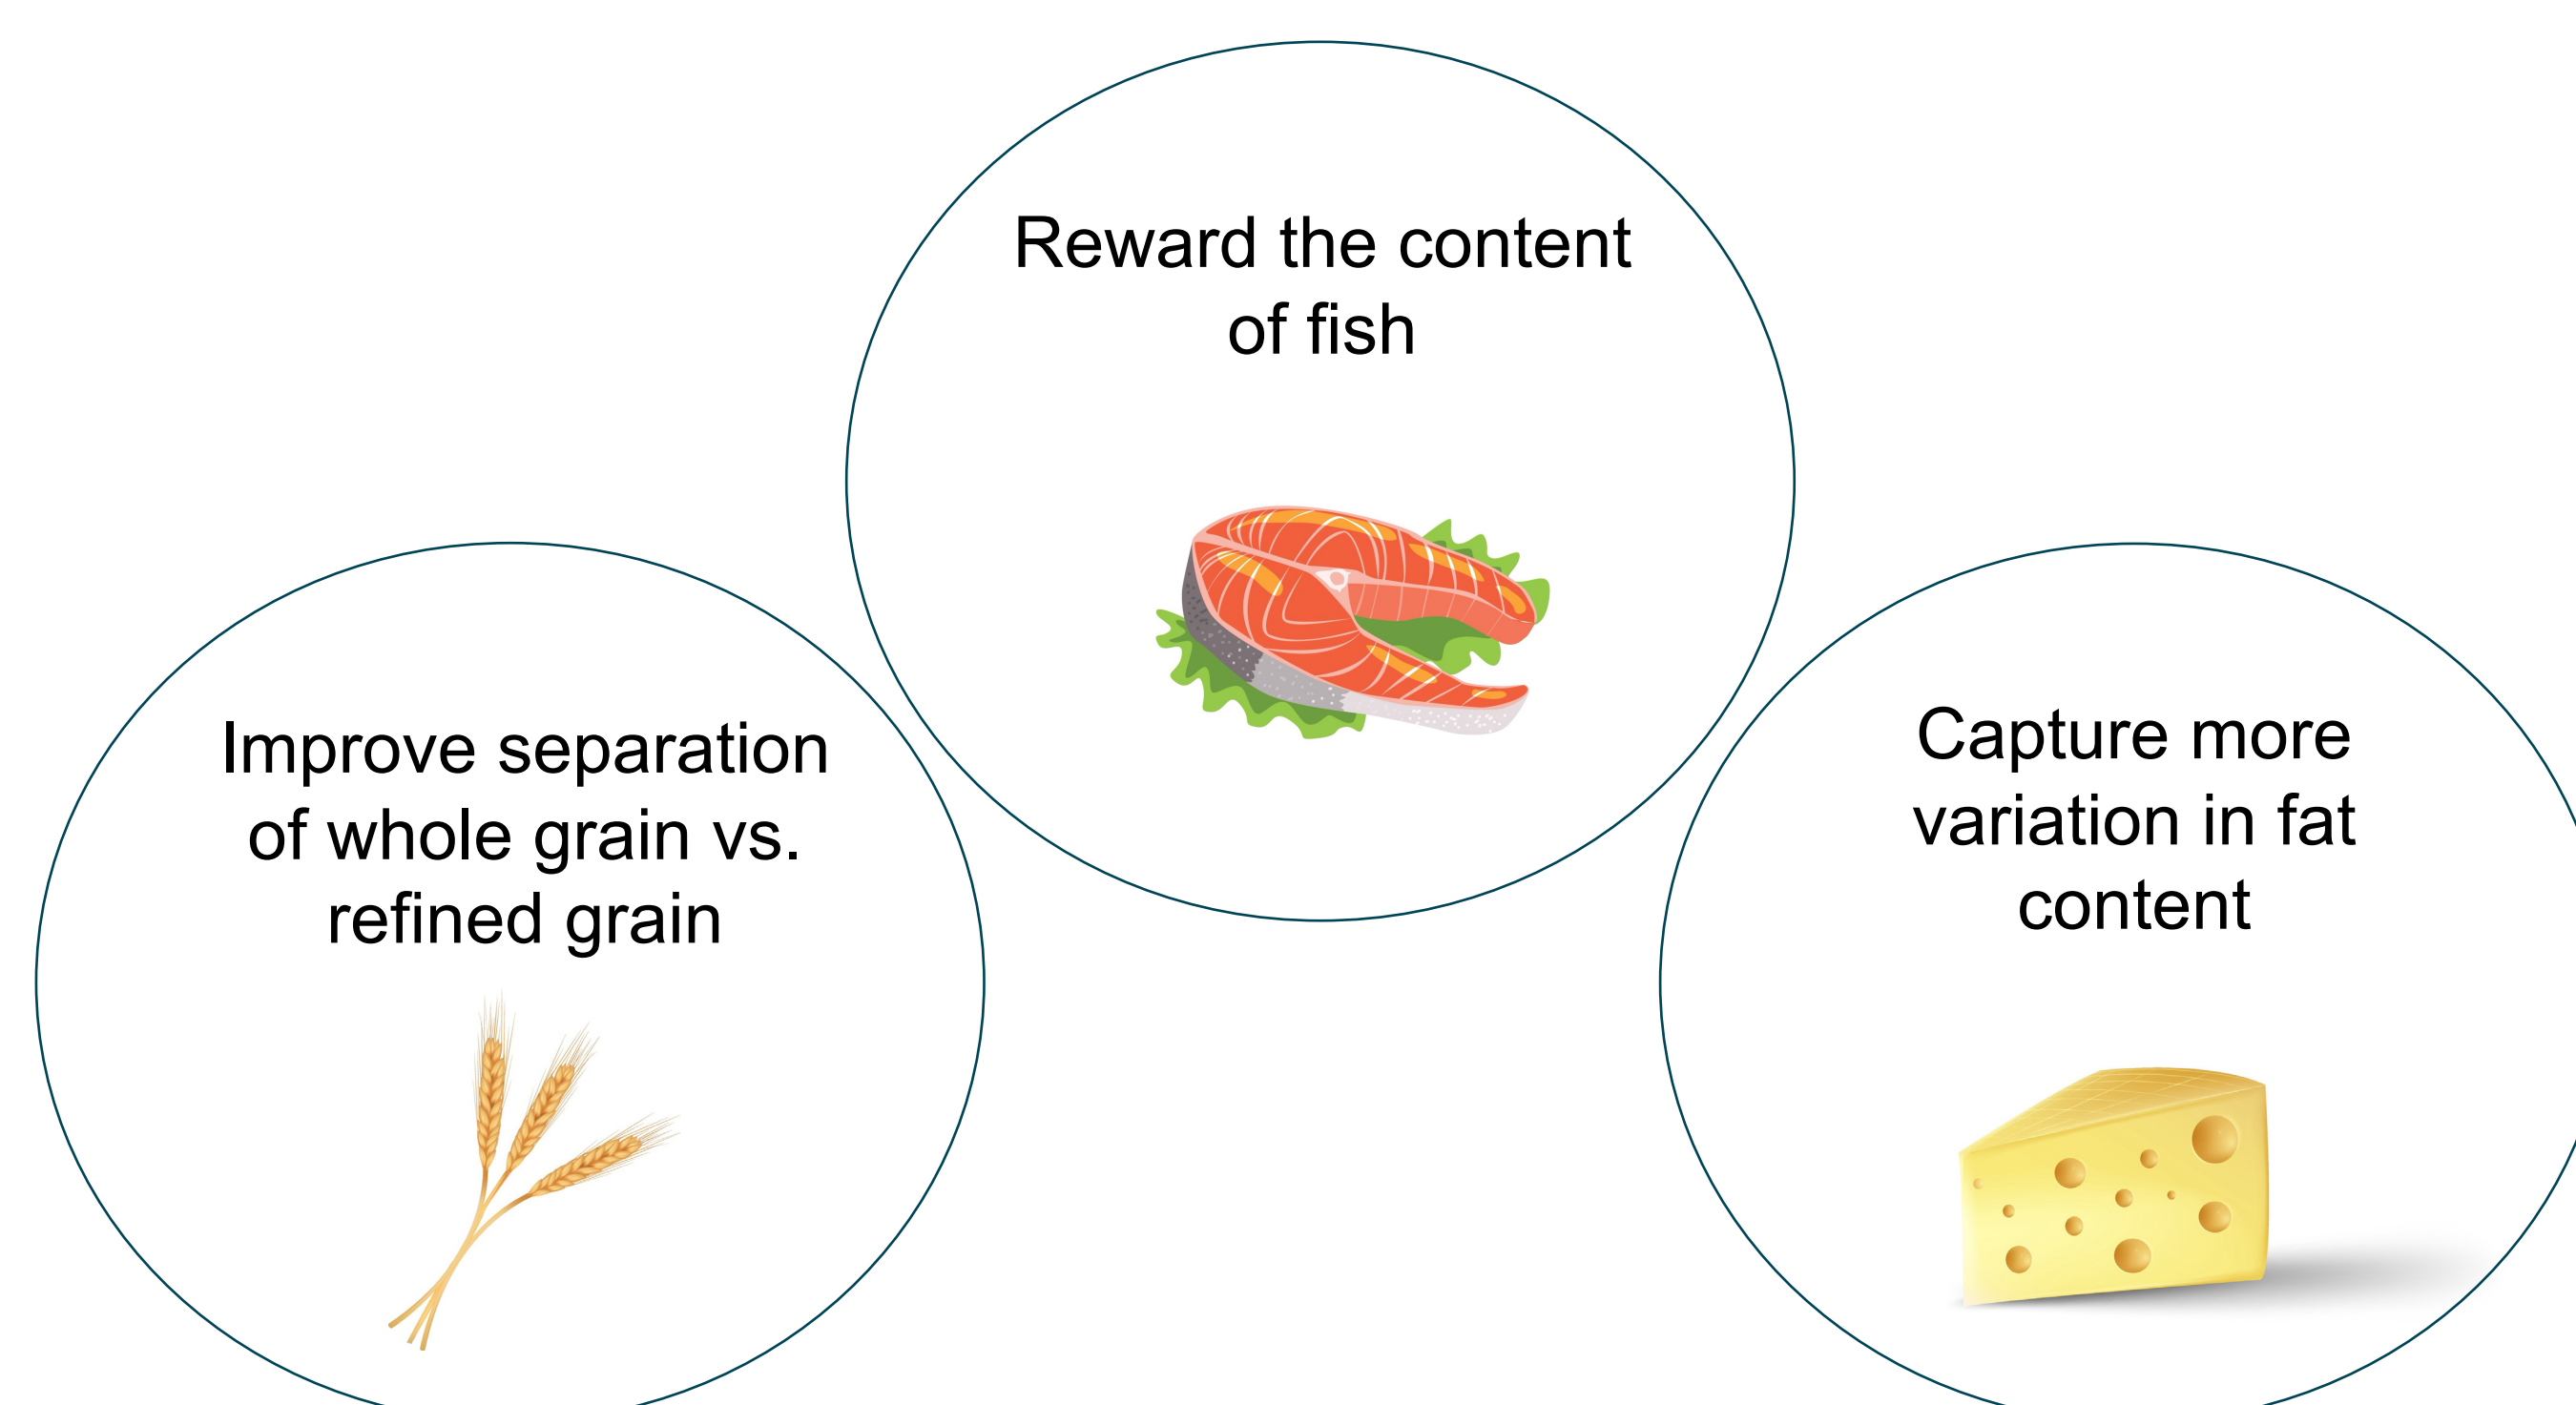 Reward the content
of fish
Improve separation
of whole grain vs.
refined grain
Capture more
variation in fat
content